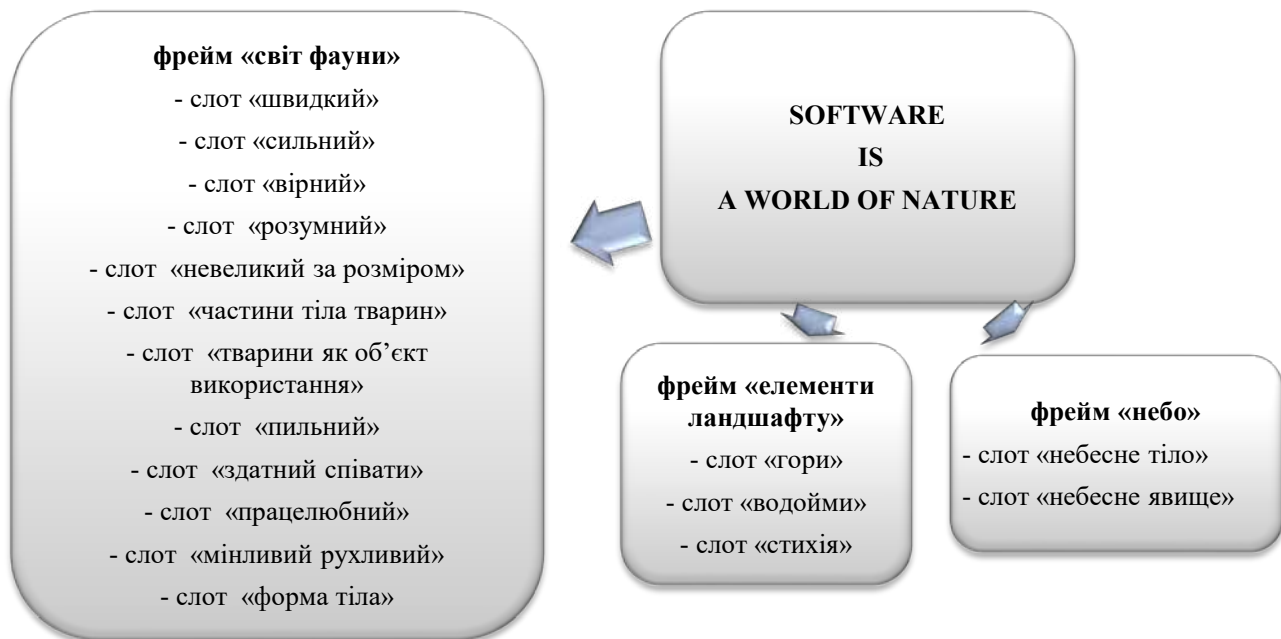 фрейм «світ фауни»
- слот «швидкий»
- слот «сильний»
- слот «вірний»
- слот «розумний»
- слот «невеликий за розміром»
- слот «частини тіла тварин»
- слот «тварини як об’єкт
використання»
- слот «пильний»
- слот «здатний співати»
- слот «працелюбний»
- слот «мінливий рухливий»
- слот «форма тіла»
SOFTWARE
IS
A WORLD OF NATURE
фрейм «елементи
ландшафту»
- слот «гори»
- слот «водойми»
- слот «стихія»
фрейм «небо»
- слот «небесне тіло»
- слот «небесне явище»